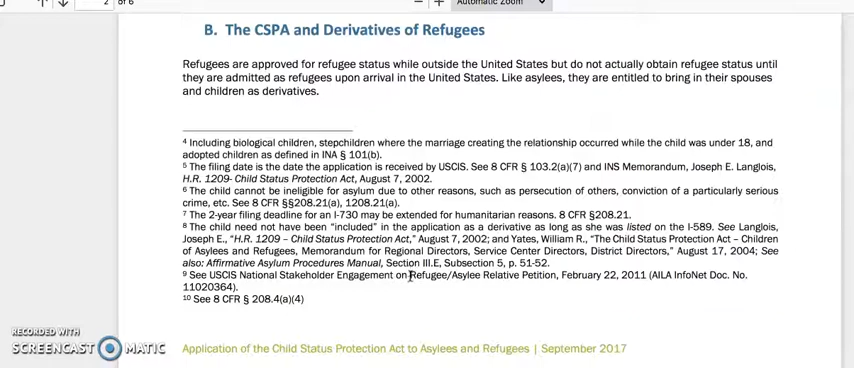 2 of 6 Automatic Zoom
B. The CSPA and Derivatives of Refugees
Refugees are approved for refugee status while outside the United States but do not actually obtain refugee status until
they are admitted as refugees upon arrival in the United States. Like asylees, they are entitled to bring in their spouses
and children as derivatives.
4 Including biological children, stepchildren where the marriage creating the relationship occurred while the child was under 18, and
adopted children as defined in INA § 101(b).
5 The filing date is the date the application is received by USCIS. See 8 CFR § 103.2(a)(7) and INS Memorandum, Joseph E. Langlois,
H.R. 1209- Child Status Protection Act, August 7, 2002.
6 The child cannot be ineligible for asylum due to other reasons, such as persecution of others, conviction of a particularly serious
crime, etc. See 8 CFR §§208.21(a), 1208.21(a).
7 The 2-year filing deadline for an I-730 may be extended for humanitarian reasons. 8 CFR §208.21.
8 The child need not have been “included” in the application as a derivative as long as she was listed on the I-589. See Langlois,
Joseph E., “H.R. 1209 – Child Status Protection Act,” August 7, 2002; and Yates, William R., “The Child Status Protection Act – Children
of Asylees and Refugees, Memorandum for Regional Directors, Service Center Directors, District Directors,” August 17, 2004; See
also: Affirmative Asylum Procedures Manual, Section III.E, Subsection 5, p. 51-52.
9 See USCIS National Stakeholder Engagement on Refugee/Asylee Relative Petition, February 22, 2011 (AILA InfoNet Doc. No.
11020364).
10 See 8 CFR § 208.4(a)(4)
RECORDED WITH
SCREENCAST MATIC
Application of the Child Status Protection Act to Asylees and Refugees | September 2017